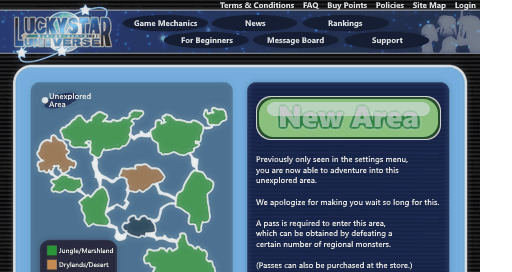 Terms & Conditions FAQ Buy Points Policies Site Map Login
LUCKYSTAR
UNIVERSE
Game Mechanics News Rankings
For Beginners Message Board Support
Unexplored
Area
Jungle/Marshland
Drylands/Desert
New Area
Previously only seen in the settings menu,
you are now able to adventure into this
unexplored area.
We apologize for making you wait so long for this.
A pass is required to enter this area,
which can be obtained by defeating a
certain number of regional monsters.
(Passes can also be purchased at the store.)